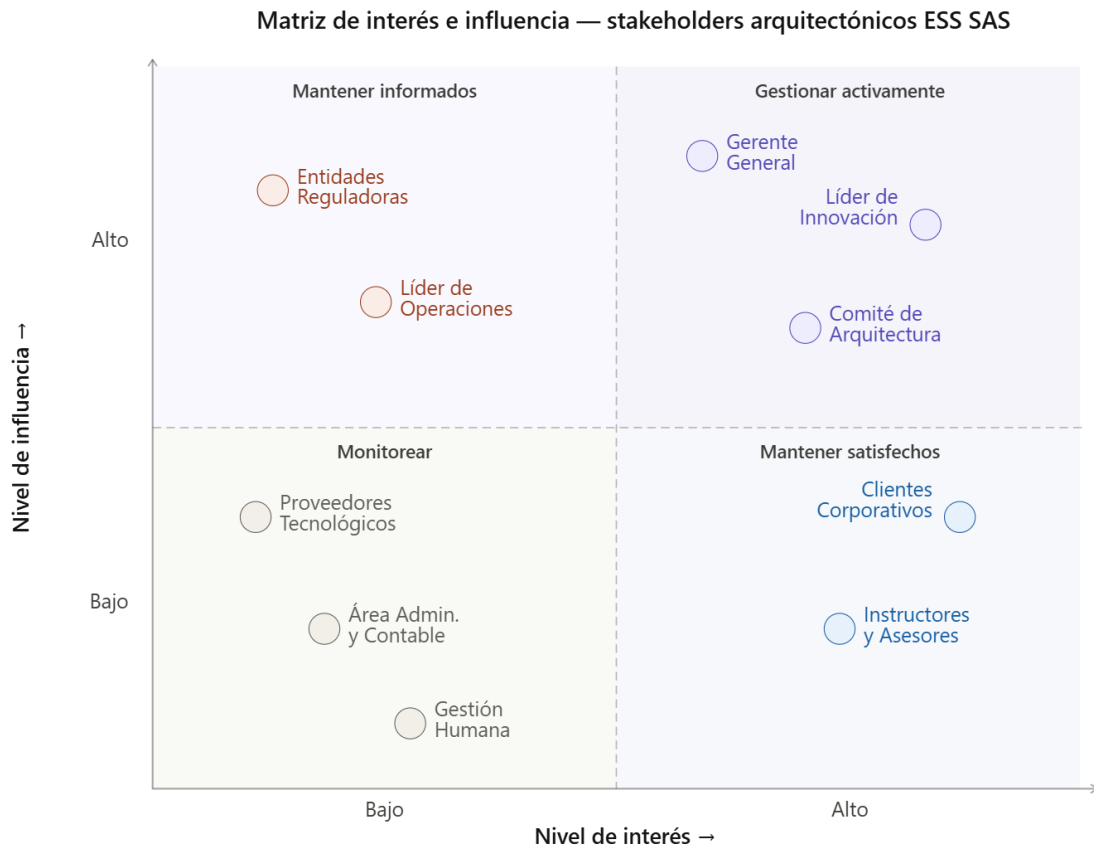 Matriz de interés e influencia — stakeholders arquitectónicos ESS SAS
Mantener informados
Gestionar activamente
Gerente
General
Entidades
Reguladoras
Líder de
Innovación
Alto
Líder de
Operaciones
Comité de
Arquitectura
Nivel de influencia →
Monitorear
Mantener satisfechos
Proveedores
Tecnológicos
Clientes
Corporativos
Bajo
Área Admin.
y Contable
Instructores
y Asesores
Gestión
Humana
Bajo
Alto
Nivel de interés →